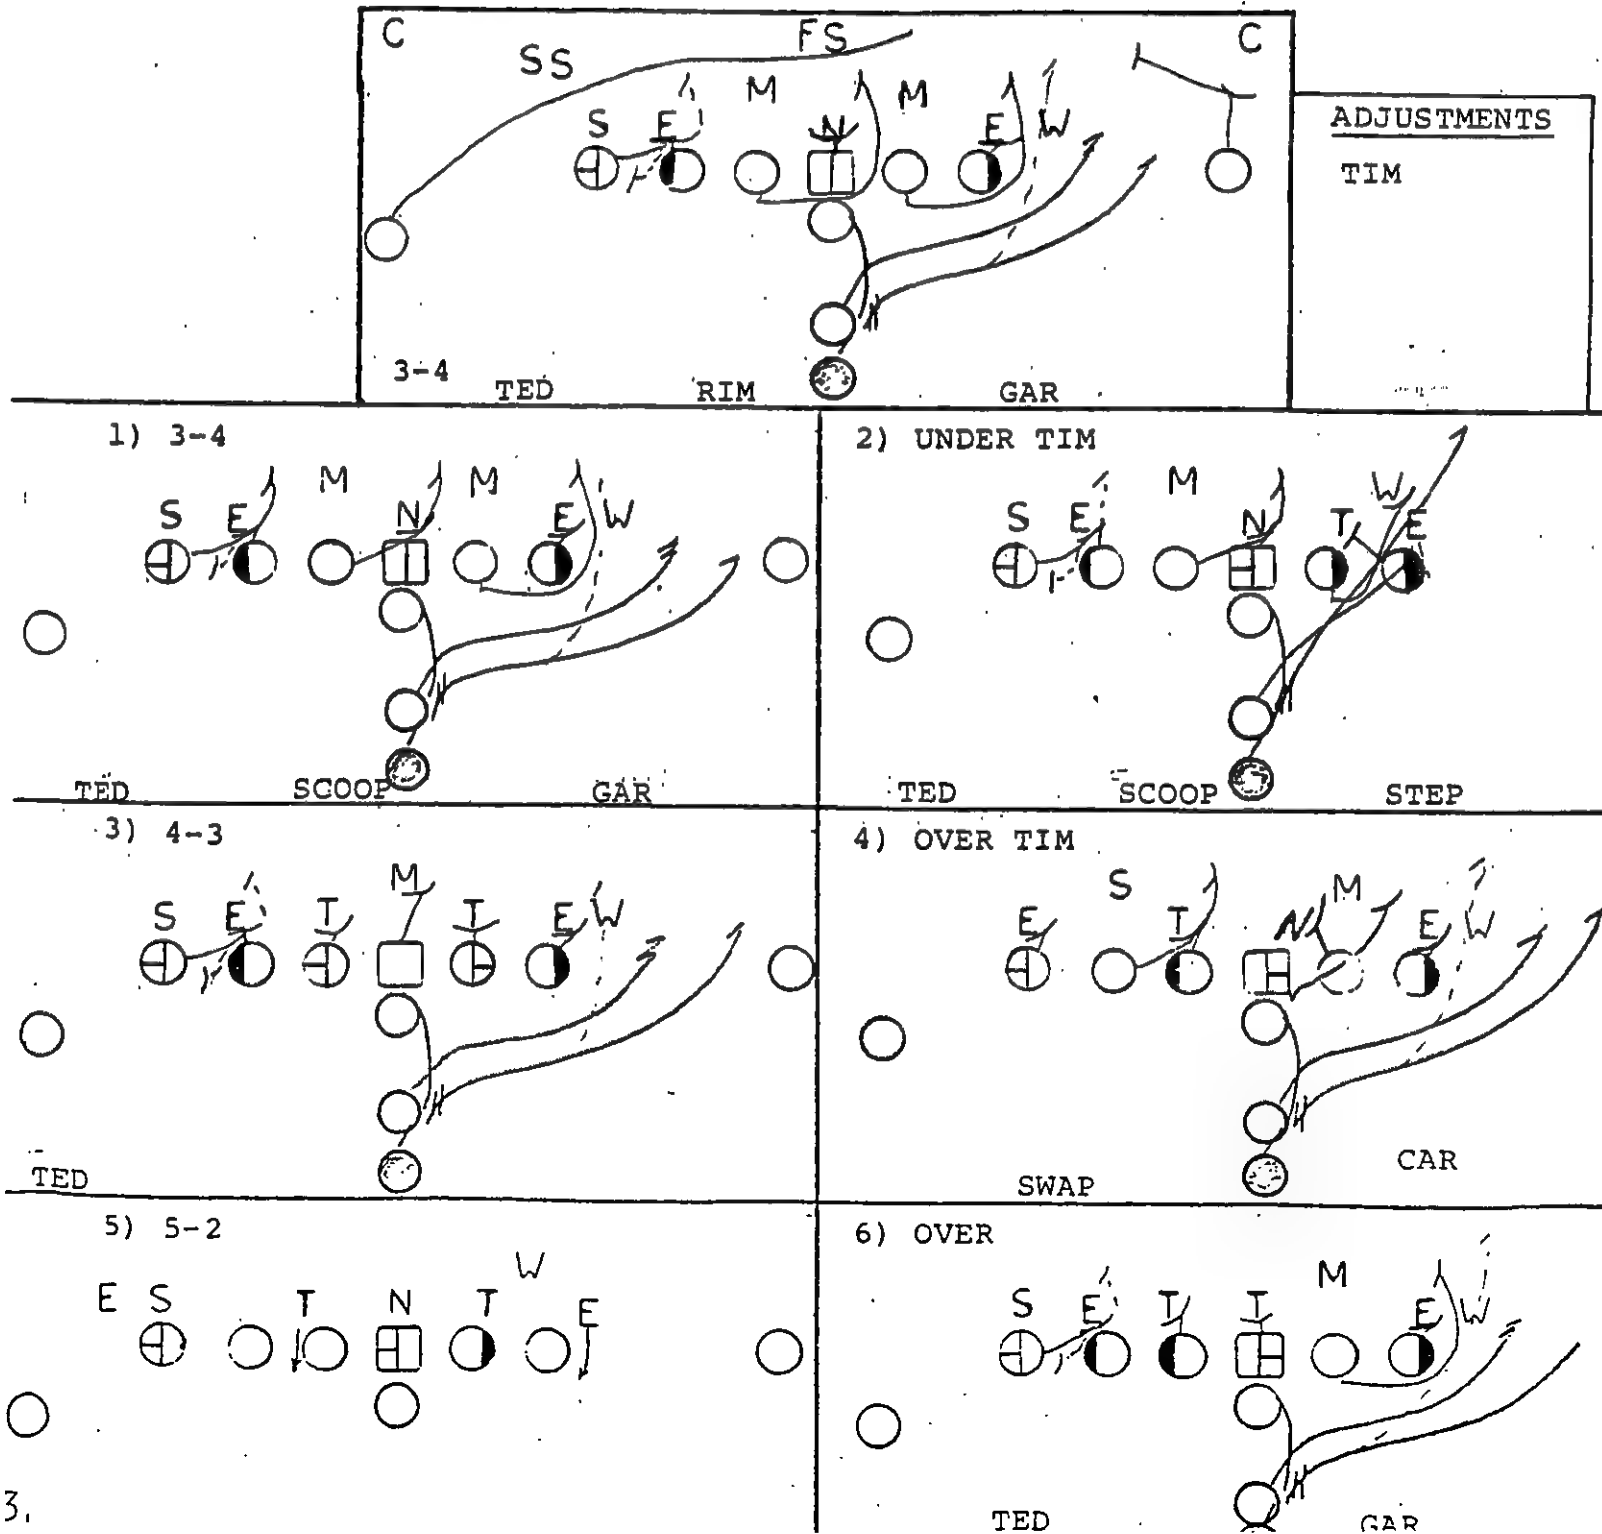 C FS C
SS
M M
S E N E W
3-4
TED RIM GAR
ADJUSTMENTS
TIM
1) 3-4
M M
S E N E W
TED SCOOP GAR
2) UNDER TIM
M W
S E N T E
TED SCOOP STEP
3) 4-3
M
S E T T E W
TED
4) OVER TIM
S M
E T N E W
CAR
SWAP
5) 5-2
W
E S T N T E
6) OVER
M
S E T T E W
TED GAR
3.